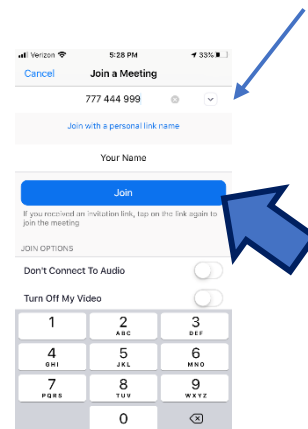 Verizon 5:28 PM 33%
Cancel Join a Meeting
777 444 999
Join with a personal link name
Your Name
Join
If you received an invitation link, tap on the link again to
join the meeting
JOIN OPTIONS
Don't Connect To Audio
Turn Off My Video
1 2 3
ABC DEF
4 5 6
GHI JKL MNO
7 8 9
PQRS TUV WXYZ
0